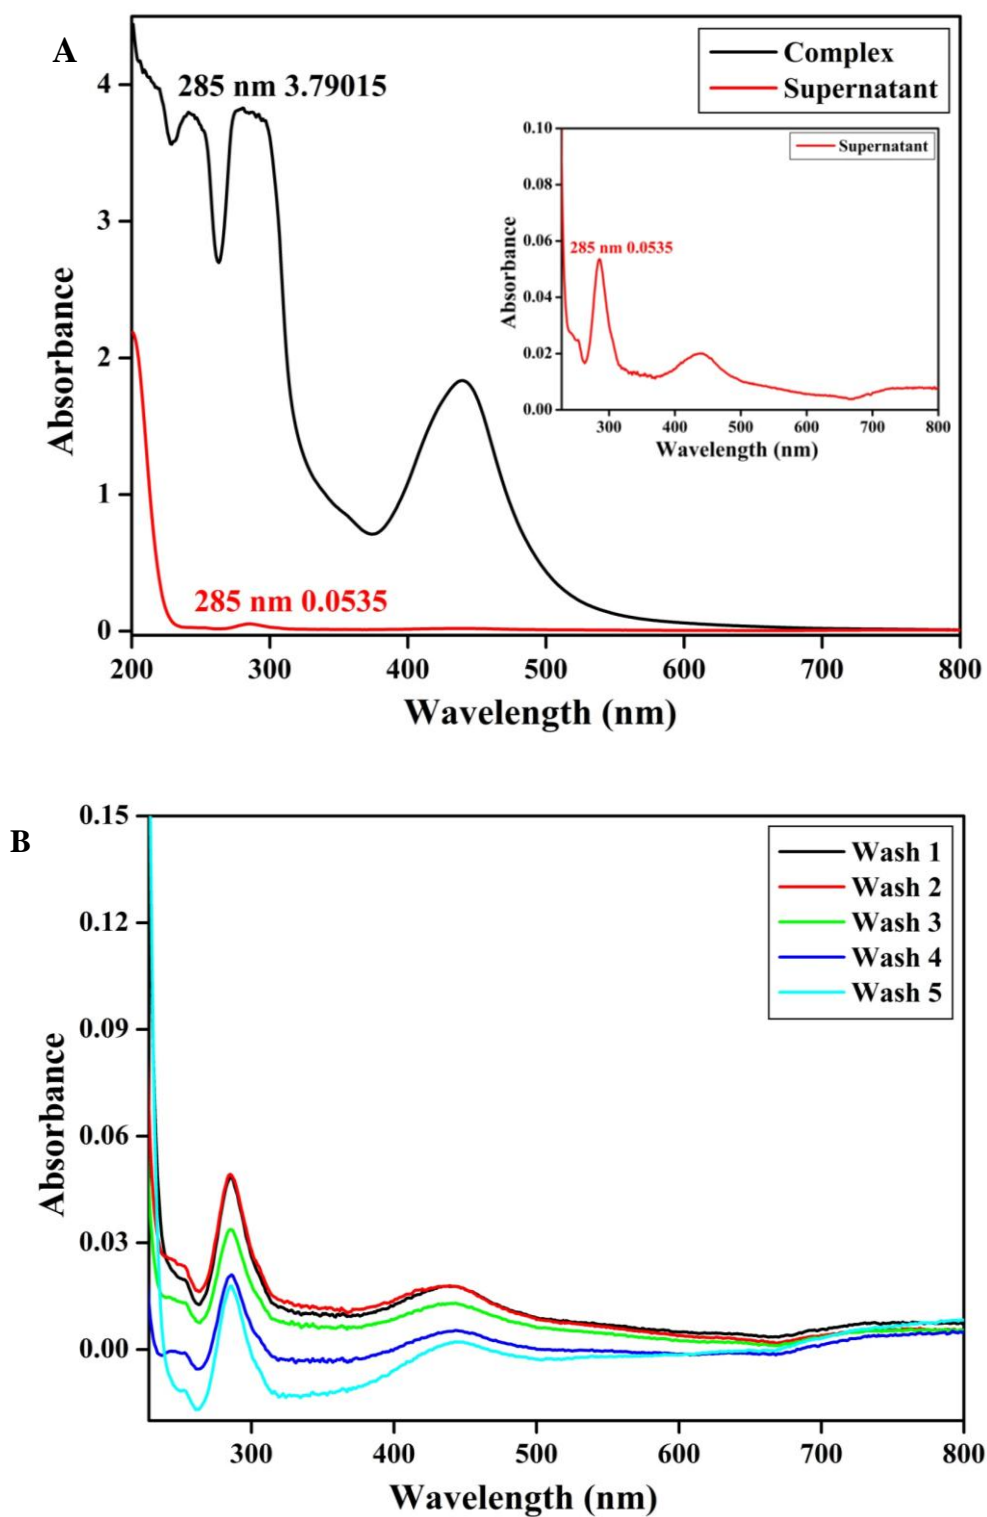 A
285 nm 3.79015
Complex
Supernatant
Absorbance
4
3
2
1
0
285 nm 0.0535
200
300
400
500
600
700
800
Wavelength (nm)
Supernatant
285 nm 0.0535
Absorbance
0.10
0.08
0.06
0.04
0.02
0.00
300
400
500
600
700
800
Wavelength (nm)
B
Wash 1
Wash 2
Wash 3
Wash 4
Wash 5
Absorbance
0.15
0.12
0.09
0.06
0.03
0.00
300
400
500
600
700
800
Wavelength (nm)